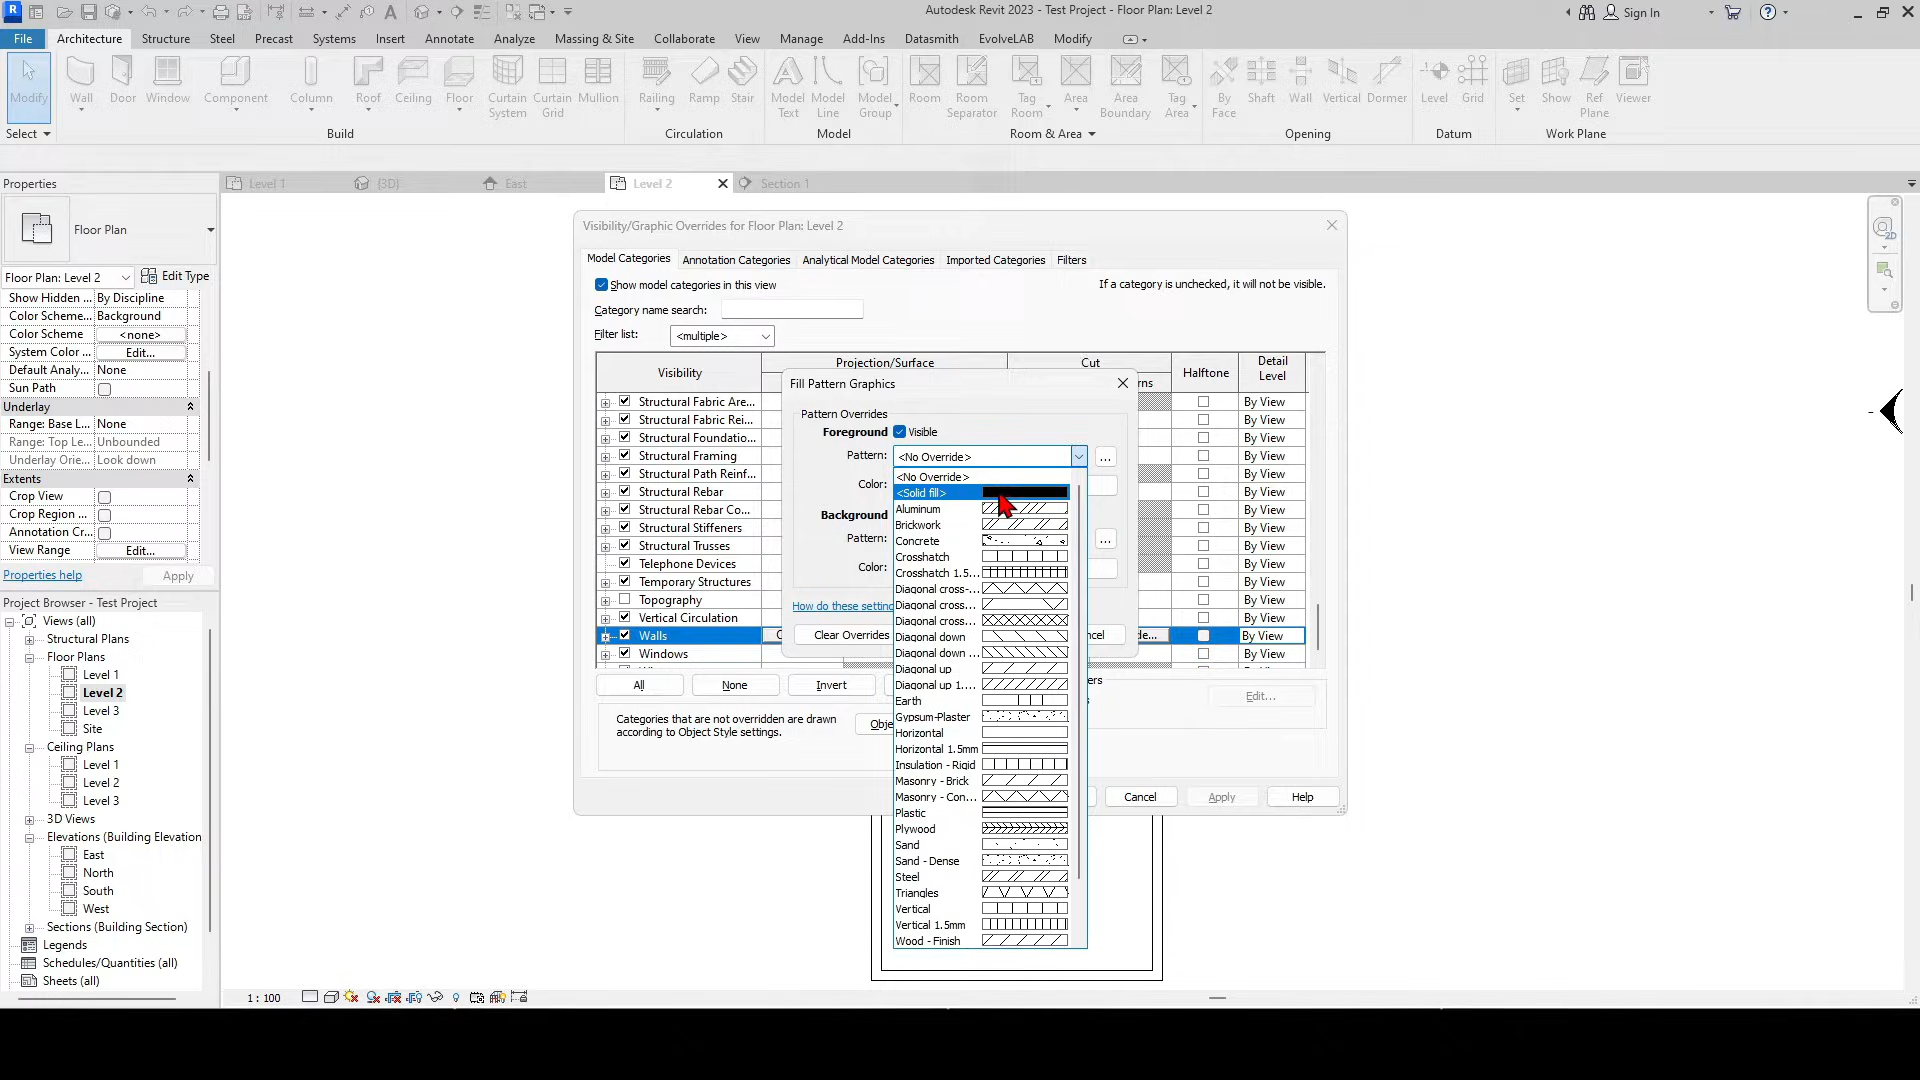 Autodesk Revit 2023 - Test Project - Floor Plan: Level 2
Sign In
File Architecture Structure Steel Precast Systems Insert Annotate Analyze Massing & Site Collaborate View Manage Add-Ins Datasmith EvolveLAB Modify
Modify Wall Door Window Component Column Roof Ceiling Floor Curtain System Curtain Grid Mullion Railing Ramp Stair Model Text Model Line Model Group Room Room Separator Tag Room Area Area Boundary Tag Area By Face Shaft Wall Vertical Dormer Level Grid Set Show Ref Plane Viewer
Select Build Circulation Model Room & Area Opening Datum Work Plane
Properties
Level 1 {3D} East Level 2 Section 1
Floor Plan
Floor Plan: Level 2 Edit Type
Show Hidden ... By Discipline
Color Scheme... Background
Color Scheme <none>
System Color ... Edit...
Default Analy... None
Sun Path
Underlay
Range: Base L... None
Range: Top Le... Unbounded
Underlay Orie... Look down
Extents
Crop View
Crop Region ...
Annotation Cr...
View Range Edit...
Properties help Apply
Project Browser - Test Project
Views (all)
Structural Plans
Floor Plans
Level 1
Level 2
Level 3
Site
Ceiling Plans
Level 1
Level 2
Level 3
3D Views
Elevations (Building Elevation
East
North
South
West
Sections (Building Section)
Legends
Schedules/Quantities (all)
Sheets (all)
Visibility/Graphic Overrides for Floor Plan: Level 2
Model Categories Annotation Categories Analytical Model Categories Imported Categories Filters
Show model categories in this view
If a category is unchecked, it will not be visible.
Category name search:
Filter list: <multiple>
Visibility Projection/Surface Cut Halftone Detail Level
rns
Structural Fabric Are... By View
Structural Fabric Rei... By View
Structural Foundatio... By View
Structural Framing By View
Structural Path Reinf... By View
Structural Rebar By View
Structural Rebar Co... By View
Structural Stiffeners By View
Structural Trusses By View
Telephone Devices By View
Temporary Structures By View
Topography By View
Vertical Circulation By View
Walls de... By View
Windows By View
All None Invert
ers
Edit...
Categories that are not overridden are drawn
according to Object Style settings.
Obje
Cancel Apply Help
Fill Pattern Graphics
Pattern Overrides
Foreground Visible
Pattern: <No Override> ...
Color:
Background
Pattern: ...
Color:
How do these settin
Clear Overrides ncel
<No Override>
<Solid fill>
Aluminum
Brickwork
Concrete
Crosshatch
Crosshatch 1.5...
Diagonal cross-...
Diagonal cross...
Diagonal cross...
Diagonal down
Diagonal down ...
Diagonal up
Diagonal up 1....
Earth
Gypsum-Plaster
Horizontal
Horizontal 1.5mm
Insulation - Rigid
Masonry - Brick
Masonry - Con...
Plastic
Plywood
Sand
Sand - Dense
Steel
Triangles
Vertical
Vertical 1.5mm
Wood - Finish
1 : 100
2D